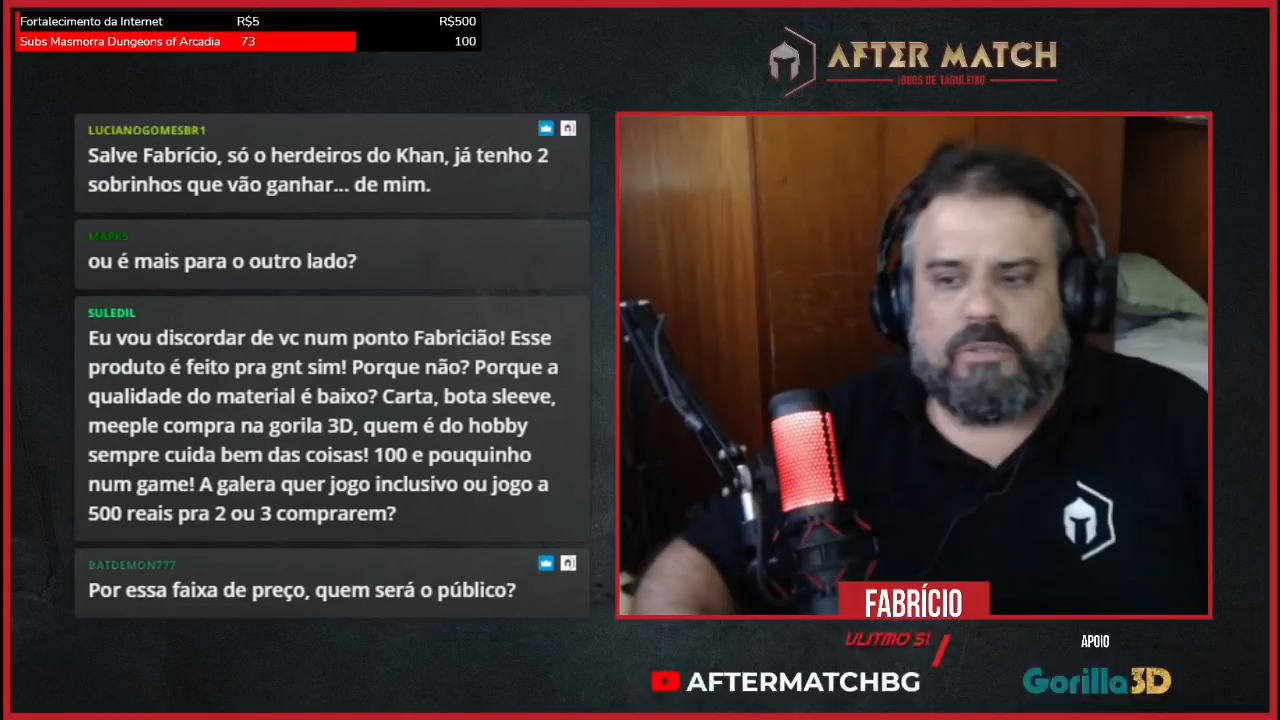 Fortalecimento da Internet R$5 R$500
Subs Masmorra Dungeons of Arcadia 73 100
AFTER MATCH
JOGOS DE TABULEIRO
LUCIANOGOMESBR1
Salve Fabrício, só o herdeiros do Khan, já tenho 2
sobrinhos que vão ganhar... de mim.
MAPKS
ou é mais para o outro lado?
SULEDIL
Eu vou discordar de vc num ponto Fabricião! Esse
produto é feito pra gnt sim! Porque não? Porque a
qualidade do material é baixo? Carta, bota sleeve,
meeple compra na gorila 3D, quem é do hobby
sempre cuida bem das coisas! 100 e pouquinho
num game! A galera quer jogo inclusivo ou jogo a
500 reais pra 2 ou 3 comprarem?
BATDEMON777
Por essa faixa de preço, quem será o público?
FABRÍCIO
APOIO
AFTERMATCHBG
Gorilla3D